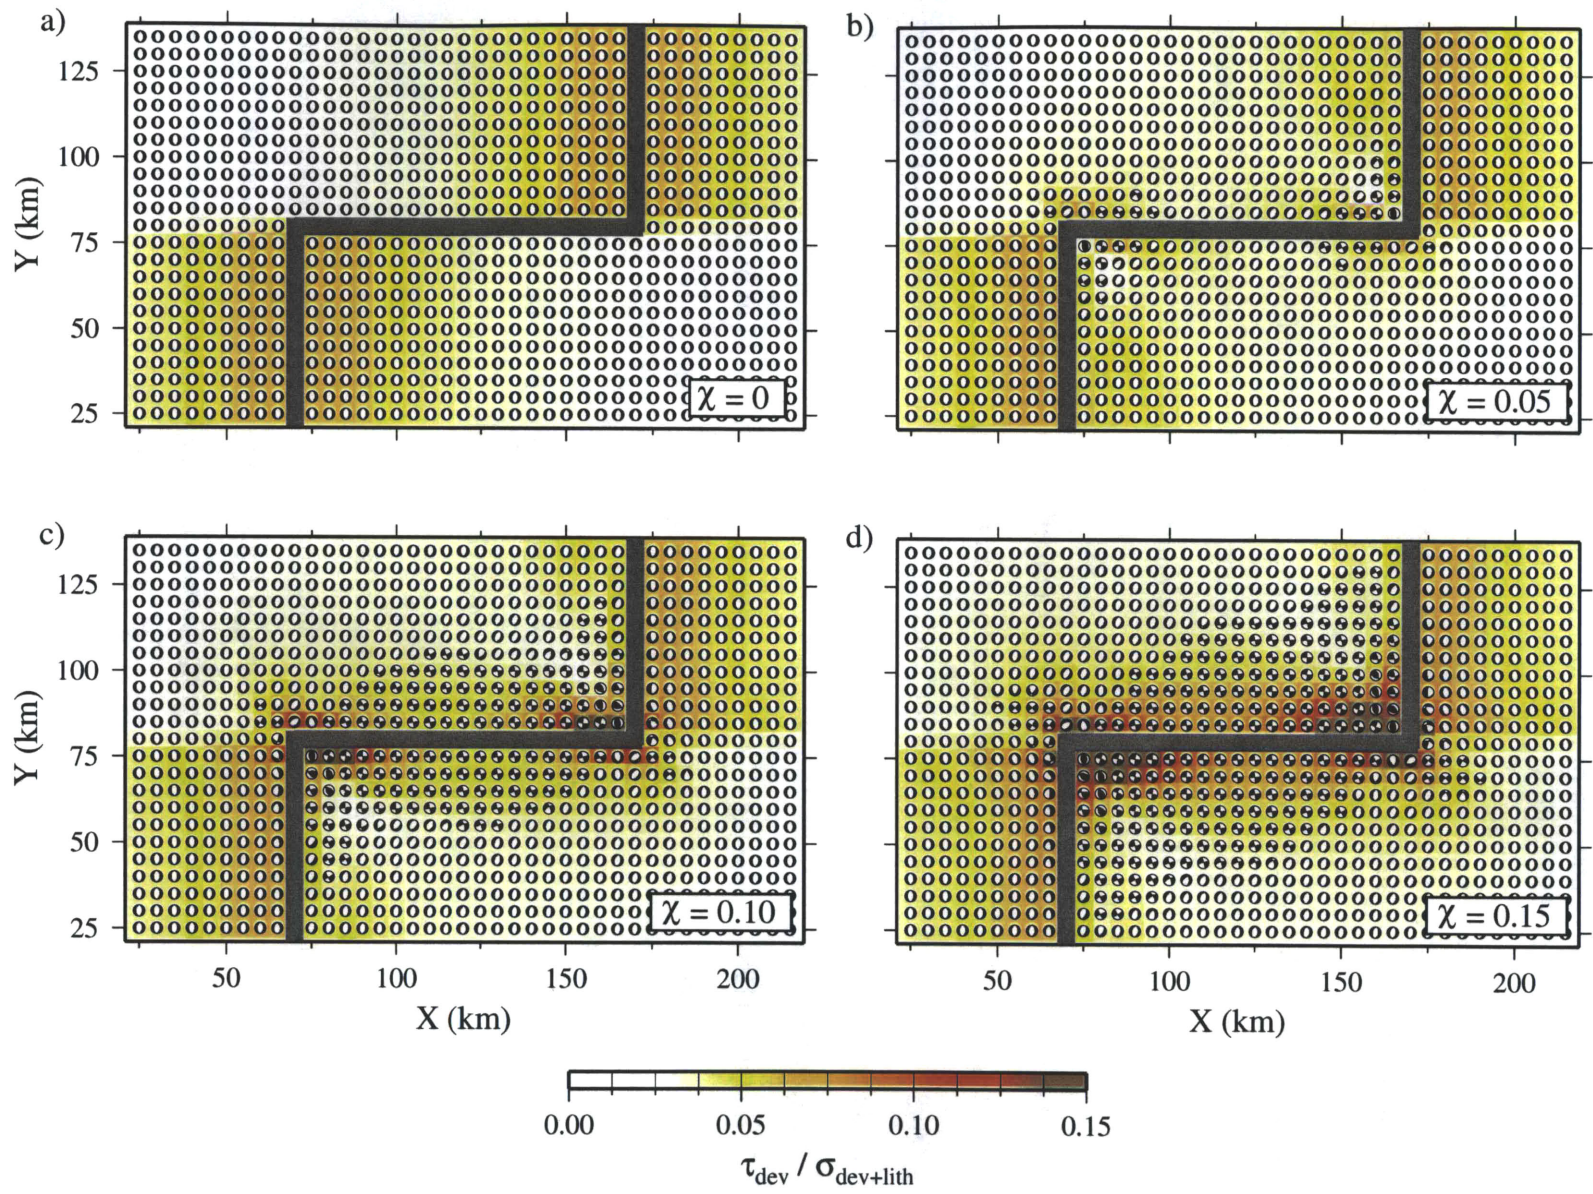 a)
b)
125
100
75
50
25
Y (km)
χ = 0
χ = 0.05
c)
d)
125
100
75
50
25
Y (km)
χ = 0.10
χ = 0.15
50 100 150 200
50 100 150 200
X (km)
X (km)
0.00 0.05 0.10 0.15
τdev / σdev+lith